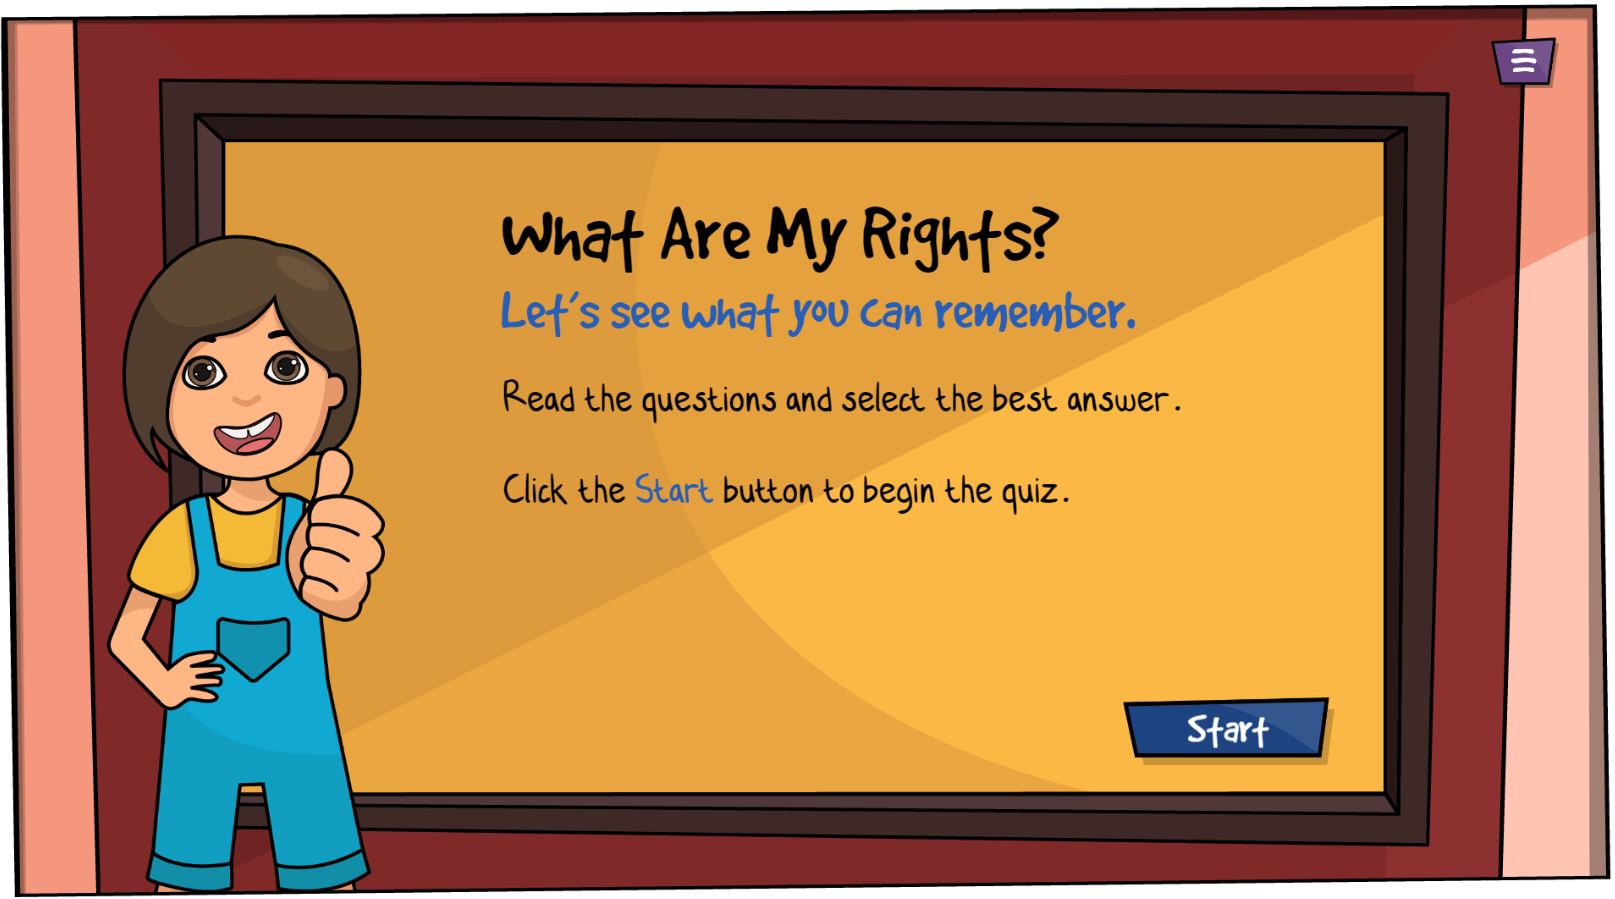 What Are My Rights?
Let's see what you can remember.
Read the questions and select the best answer.
Click the Start button to begin the quiz.
Start